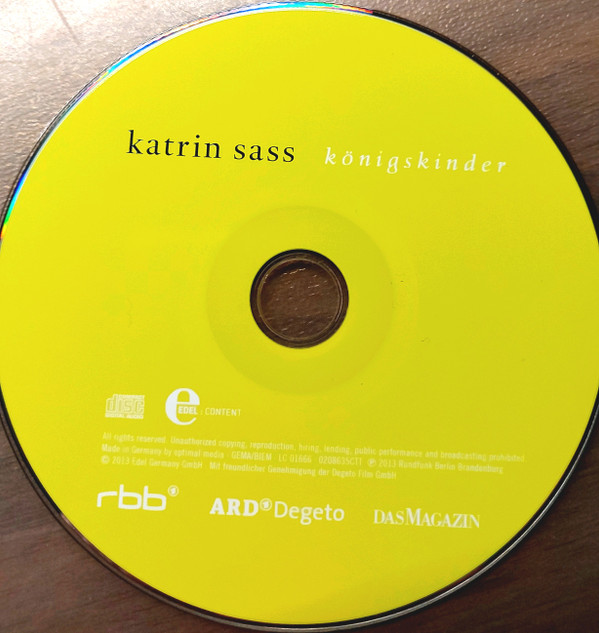 katrin sass königskinder
disc
e EDEL : CONTENT
All rights reserved. Unauthorized copying, reproduction, hiring, lending, public performance and broadcasting prohibited.
Made in Germany by optimal media · GEMA/BIEM · LC 01666 · 0208635CTT ℗ 2013 Rundfunk Berlin Brandenburg
© 2013 Edel Germany GmbH · Mit freundlicher Genehmigung der Degeto Film GmbH
rbb ARD Degeto DASMAGAZIN